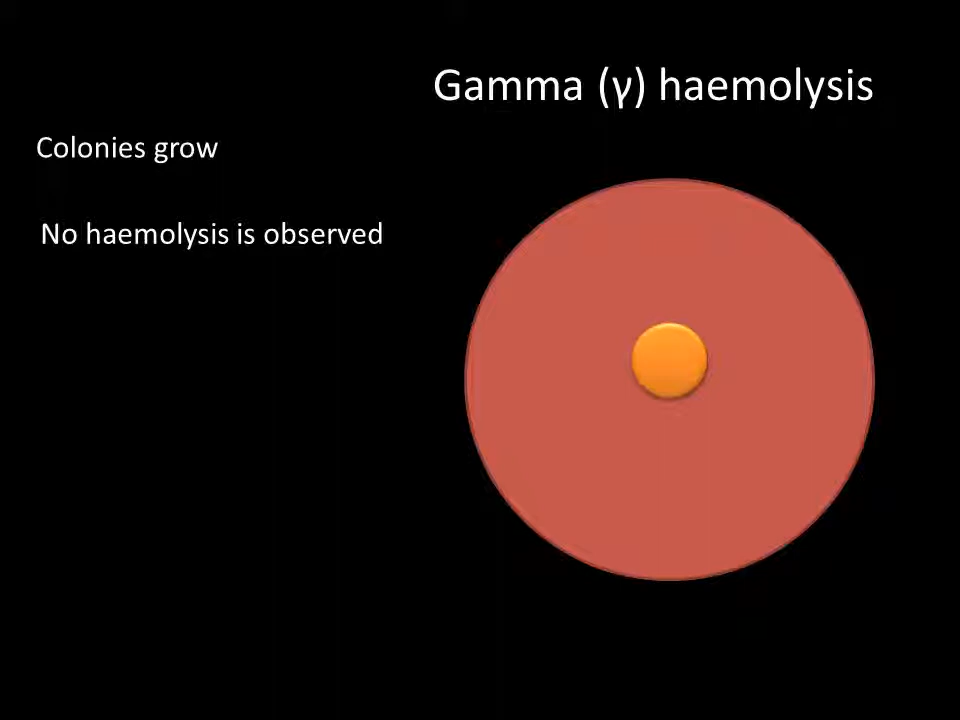 Gamma (γ) haemolysis
Colonies grow
No haemolysis is observed